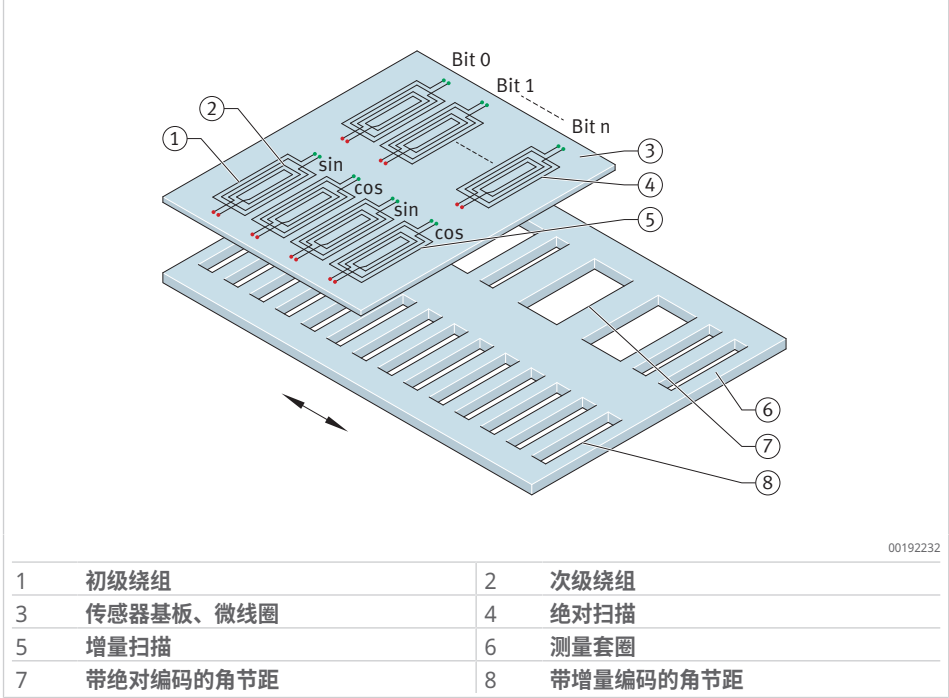 Bit 0
Bit 1
Bit n
2
1
3
4
sin
cos
sin
5
cos
6
7
8
00192232
1 初级绕组 2 次级绕组
3 传感器基板、微线圈 4 绝对扫描
5 增量扫描 6 测量套圈
7 带绝对编码的角节距 8 带增量编码的角节距